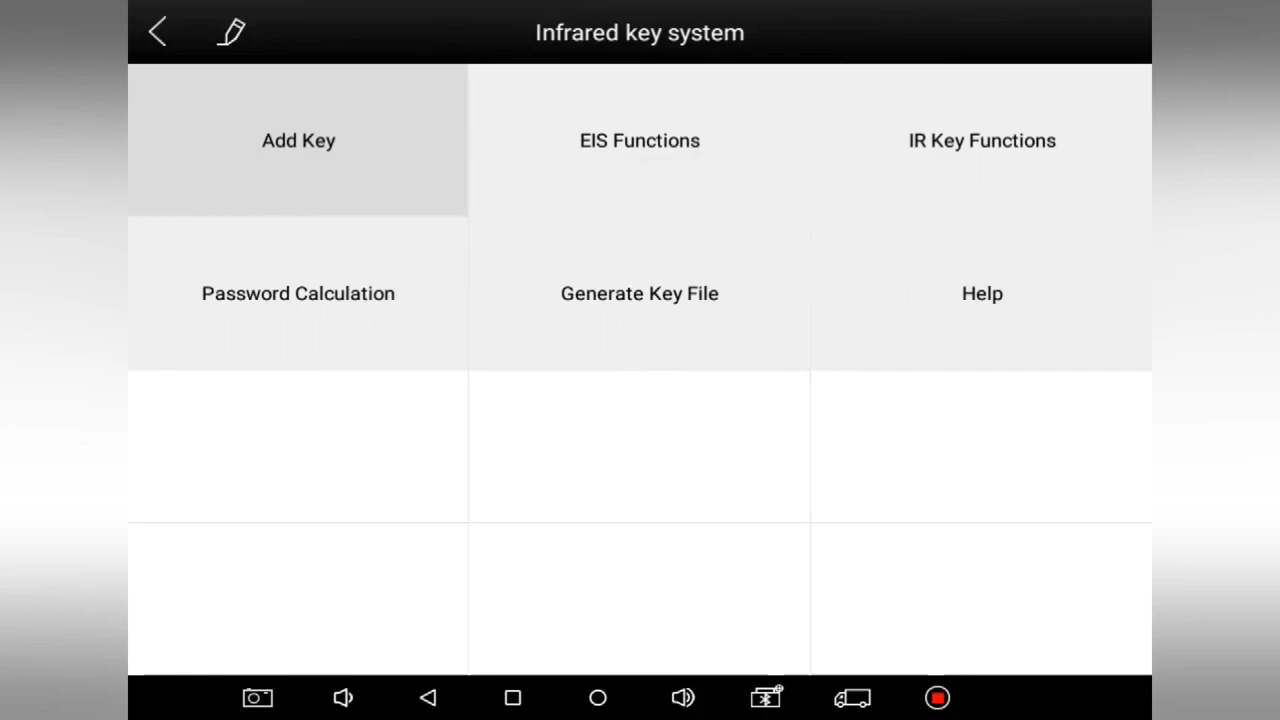 Infrared key system
Add Key
EIS Functions
IR Key Functions
Password Calculation
Generate Key File
Help